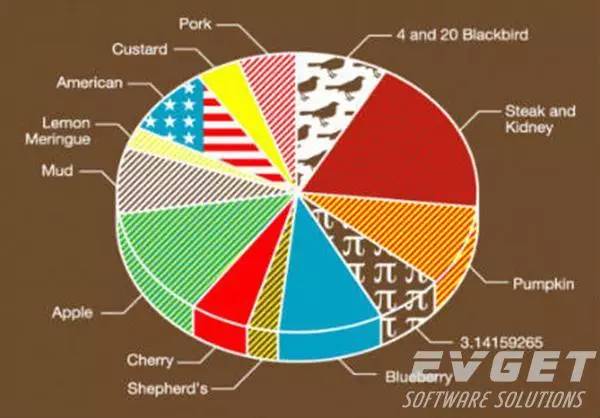 Pork
Custard
4 and 20 Blackbird
American
Steak and
Kidney
Lemon
Meringue
Mud
Pumpkin
Apple
3.14159265
Cherry
Blueberry
Shepherd's
EVGET
SOFTWARE SOLUTIONS
π π π π π π π π π π π π π